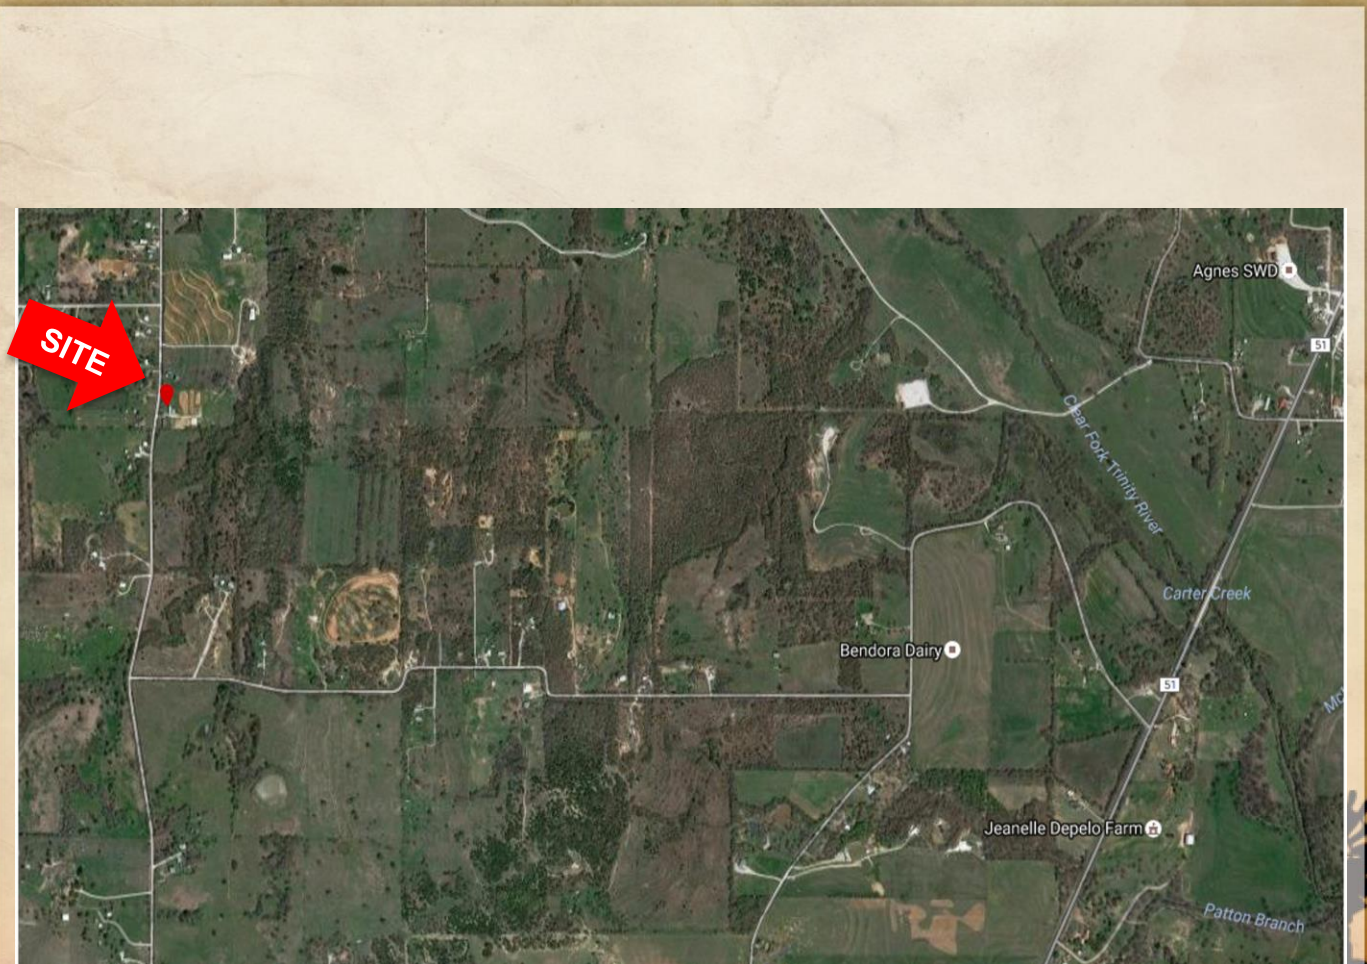 Agnes SWD
51
SITE
Clear Fork Trinity River
Carter Creek
Bendora Dairy
51
Jeanelle Depelo Farm
Patton Branch